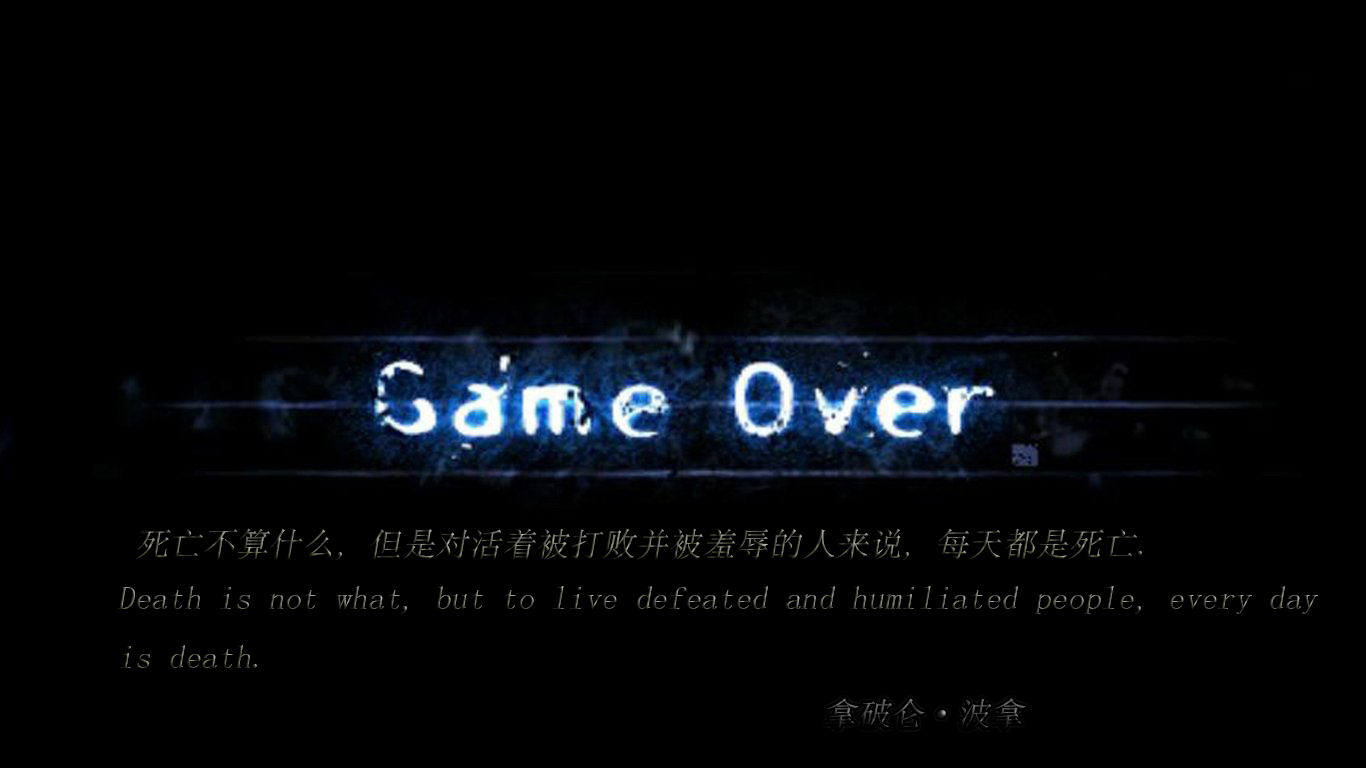 Game Over
死亡不算什么, 但是对活着被打败并被羞辱的人来说, 每天都是死亡.
Death is not what, but to live defeated and humiliated people, every day
is death.
拿破仑·波拿